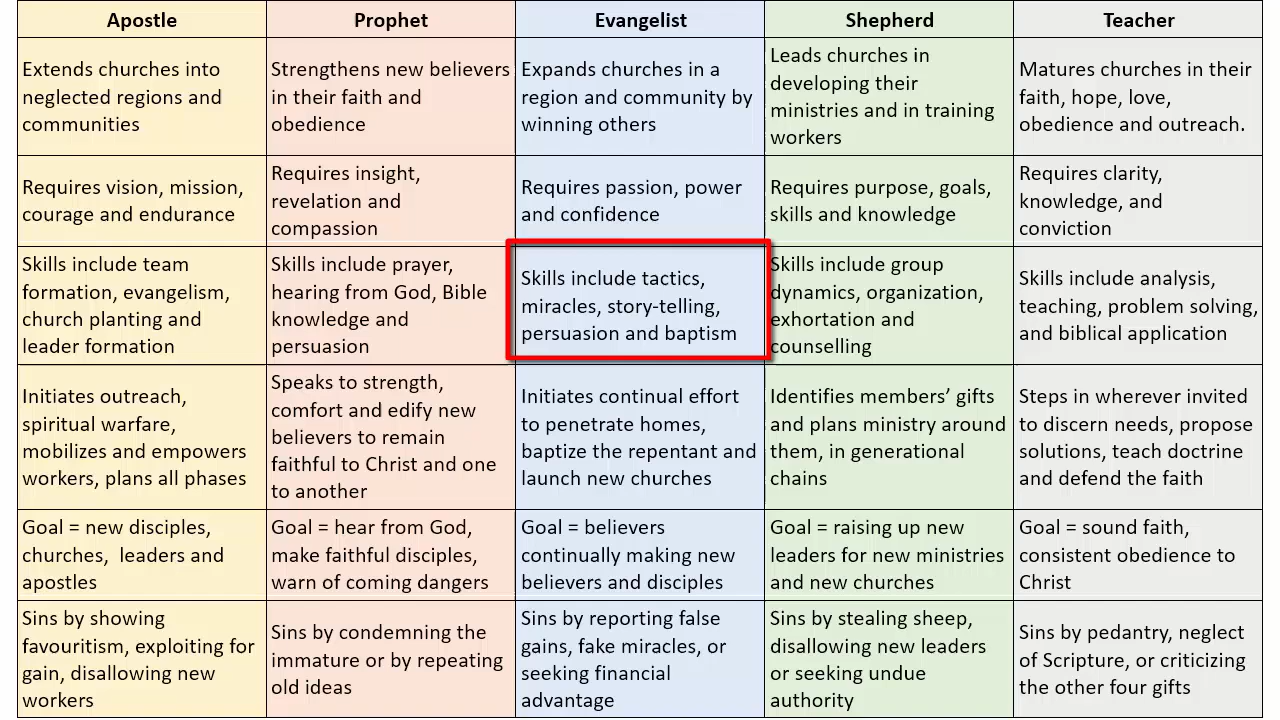 Apostle
Prophet
Evangelist
Shepherd
Teacher
Extends churches into
neglected regions and
communities
Strengthens new believers
in their faith and
obedience
Expands churches in a
region and community by
winning others
Leads churches in
developing their
ministries and in training
workers
Matures churches in their
faith, hope, love,
obedience and outreach.
Requires vision, mission,
courage and endurance
Requires insight,
revelation and
compassion
Requires passion, power
and confidence
Requires purpose, goals,
skills and knowledge
Requires clarity,
knowledge, and
conviction
Skills include team
formation, evangelism,
church planting and
leader formation
Skills include prayer,
hearing from God, Bible
knowledge and
persuasion
Skills include tactics,
miracles, story-telling,
persuasion and baptism
Skills include group
dynamics, organization,
exhortation and
counselling
Skills include analysis,
teaching, problem solving,
and biblical application
Initiates outreach,
spiritual warfare,
mobilizes and empowers
workers, plans all phases
Speaks to strength,
comfort and edify new
believers to remain
faithful to Christ and one
to another
Initiates continual effort
to penetrate homes,
baptize the repentant and
launch new churches
Identifies members’ gifts
and plans ministry around
them, in generational
chains
Steps in wherever invited
to discern needs, propose
solutions, teach doctrine
and defend the faith
Goal = new disciples,
churches,  leaders and
apostles
Goal = hear from God,
make faithful disciples,
warn of coming dangers
Goal = believers
continually making new
believers and disciples
Goal = raising up new
leaders for new ministries
and new churches
Goal = sound faith,
consistent obedience to
Christ
Sins by showing
favouritism, exploiting for
gain, disallowing new
workers
Sins by condemning the
immature or by repeating
old ideas
Sins by reporting false
gains, fake miracles, or
seeking financial
advantage
Sins by stealing sheep,
disallowing new leaders
or seeking undue
authority
Sins by pedantry, neglect
of Scripture, or criticizing
the other four gifts